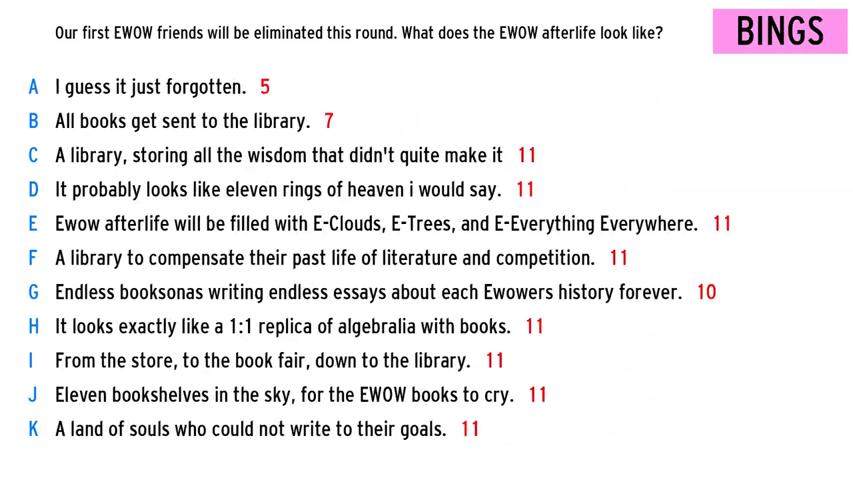 Our first EWOW friends will be eliminated this round. What does the EWOW afterlife look like?
BINGS
A I guess it just forgotten. 5
B All books get sent to the library. 7
C A library, storing all the wisdom that didn't quite make it 11
D It probably looks like eleven rings of heaven i would say. 11
E Ewow afterlife will be filled with E-Clouds, E-Trees, and E-Everything Everywhere. 11
F A library to compensate their past life of literature and competition. 11
G Endless booksonas writing endless essays about each Ewowers history forever. 10
H It looks exactly like a 1:1 replica of algebralia with books. 11
I From the store, to the book fair, down to the library. 11
J Eleven bookshelves in the sky, for the EWOW books to cry. 11
K A land of souls who could not write to their goals. 11